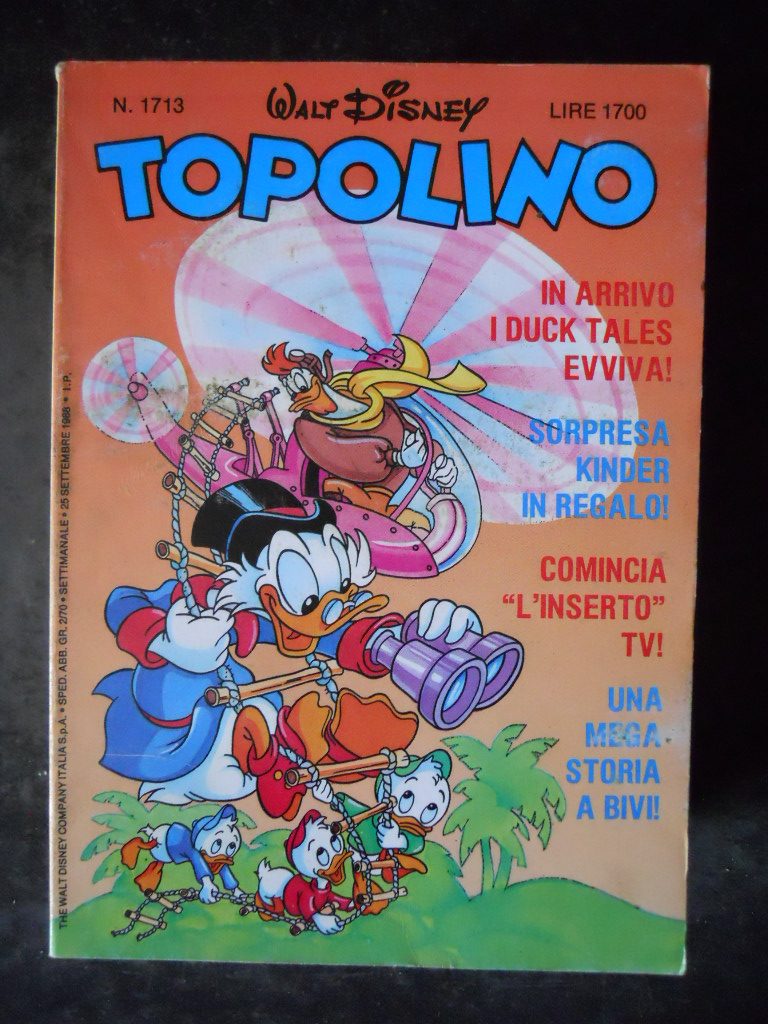 N. 1713
WALT DISNEY
LIRE 1700
TOPOLINO
IN ARRIVO
I DUCK TALES
EVVIVA!
SORPRESA
KINDER
IN REGALO!
COMINCIA
“L'INSERTO”
TV!
UNA
MEGA
STORIA
A BIVI!
THE WALT DISNEY COMPANY ITALIA S.p.A. • SPED. ABB. GR. 2/70 • SETTIMANALE • 25 SETTEMBRE 1988 • I.P.